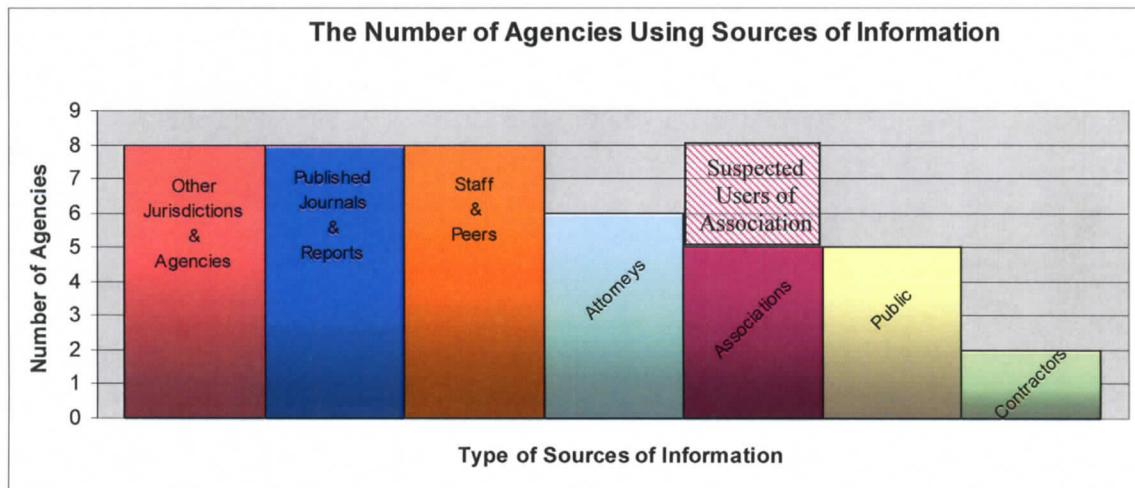 The Number of Agencies Using Sources of Information
Number of Agencies
9
8
7
6
5
4
3
2
1
0
Other
Jurisdictions
&
Agencies
Published
Journals
&
Reports
Staff
&
Peers
Attorneys
Suspected
Users of
Association
Associations
Public
Contractors
Type of Sources of Information